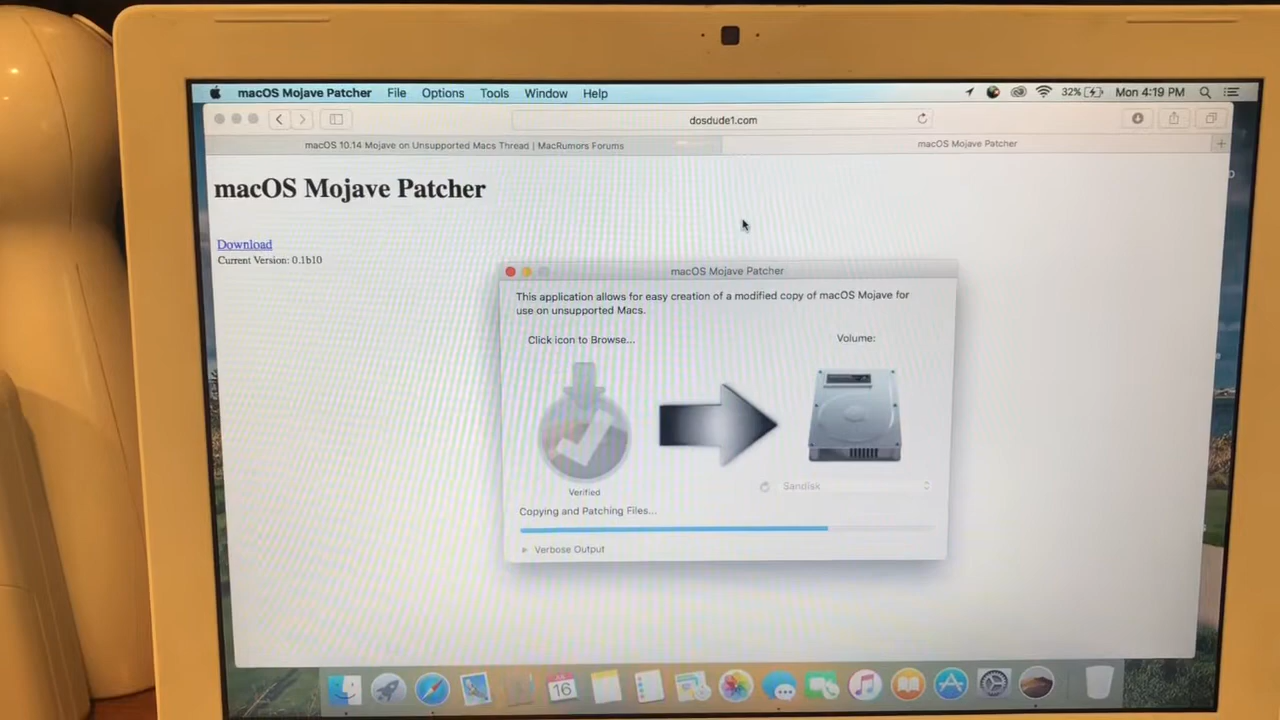 macOS Mojave Patcher File Options Tools Window Help 32% Mon 4:19 PM
dosdude1.com
macOS 10.14 Mojave on Unsupported Macs Thread | MacRumors Forums
macOS Mojave Patcher
macOS Mojave Patcher
Download
Current Version: 0.1b10
macOS Mojave Patcher
This application allows for easy creation of a modified copy of macOS Mojave for
use on unsupported Macs.
Click icon to Browse...
Volume:
Verified
Sandisk
Copying and Patching Files...
Verbose Output
16